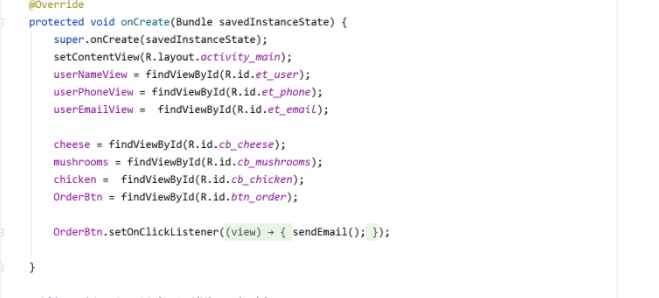 @Override
protected void onCreate(Bundle savedInstanceState) {
super.onCreate(savedInstanceState);
setContentView(R.layout.activity_main);
userNameView = findViewById(R.id.et_user);
userPhoneView = findViewById(R.id.et_phone);
userEmailView =  findViewById(R.id.et_email);
cheese = findViewById(R.id.cb_cheese);
mushrooms = findViewById(R.id.cb_mushrooms);
chicken =  findViewById(R.id.cb_chicken);
OrderBtn = findViewById(R.id.btn_order);
OrderBtn.setOnClickListener((view) → { sendEmail(); });
}